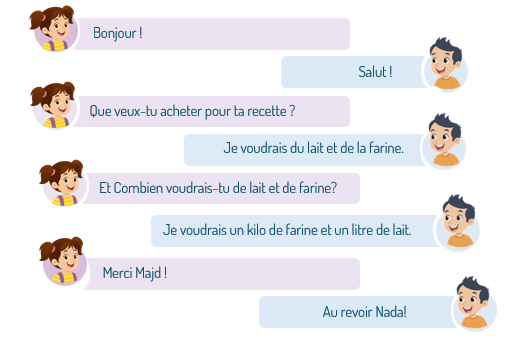 Bonjour !
Salut !
Que veux-tu acheter pour ta recette ?
Je voudrais du lait et de la farine.
Et Combien voudrais-tu de lait et de farine?
Je voudrais un kilo de farine et un litre de lait.
Merci Majd !
Au revoir Nada!